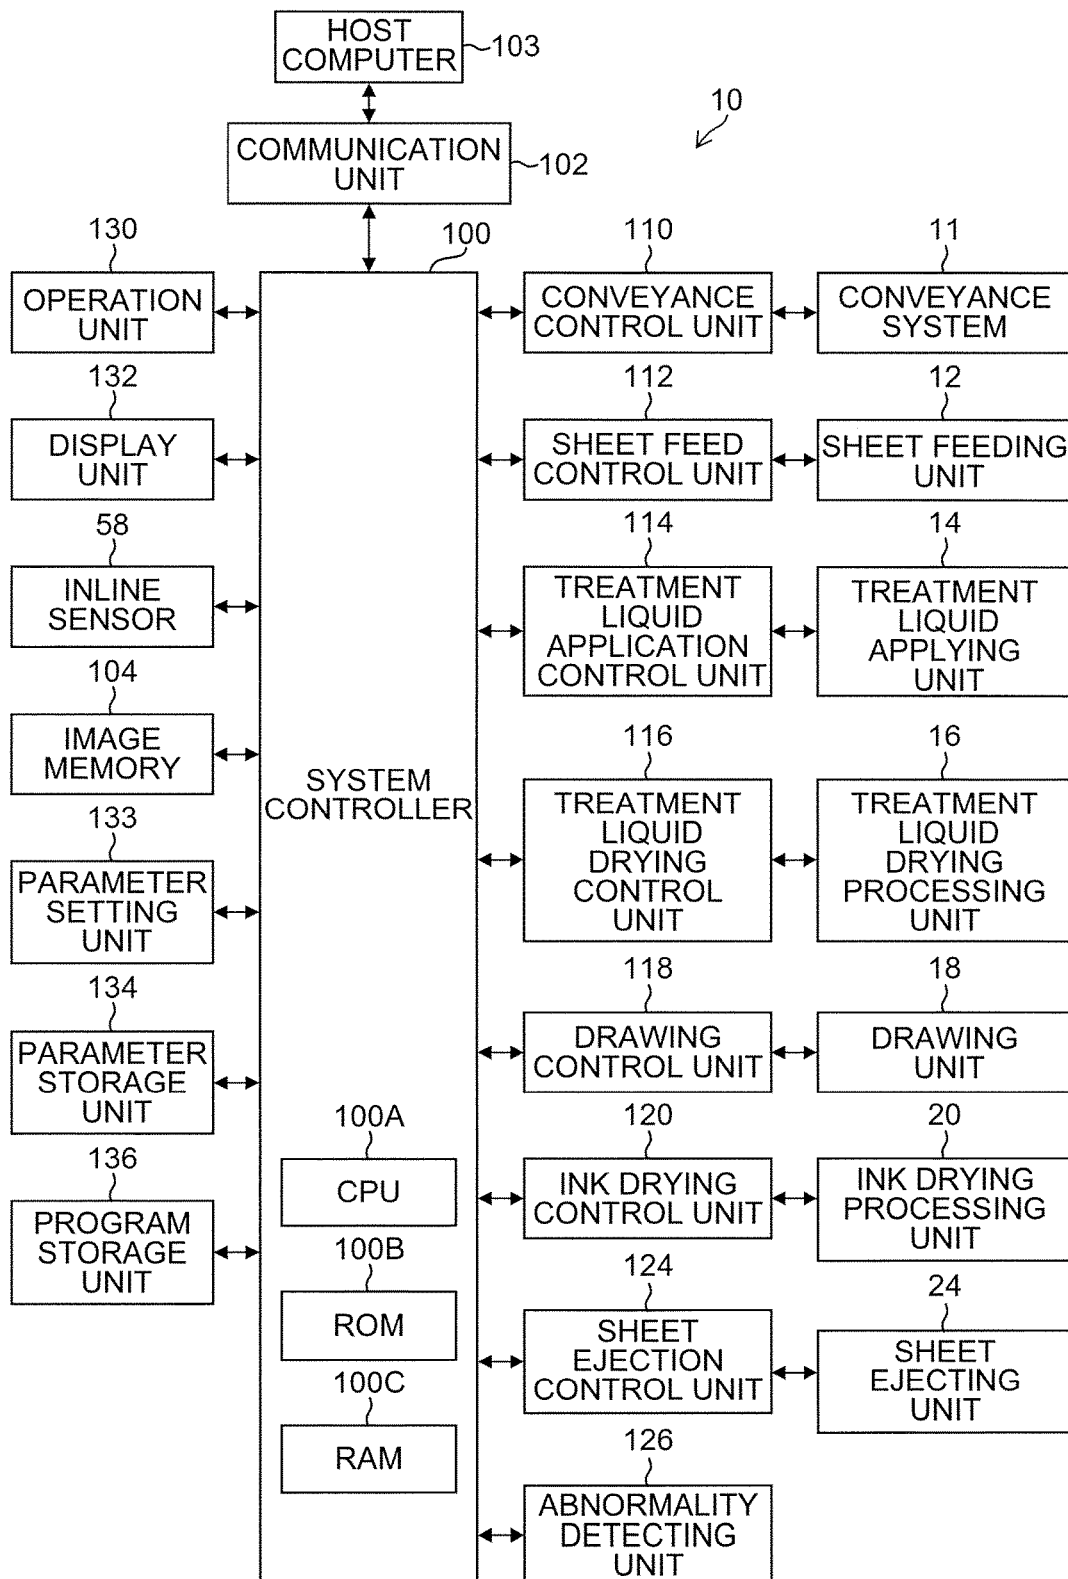 HOST
COMPUTER
103
10
COMMUNICATION
UNIT
102
130
100
110
11
OPERATION
UNIT
CONVEYANCE
CONTROL UNIT
CONVEYANCE
SYSTEM
132
112
12
DISPLAY
UNIT
SHEET FEED
CONTROL UNIT
SHEET FEEDING
UNIT
58
114
14
INLINE
SENSOR
TREATMENT
LIQUID
APPLICATION
CONTROL UNIT
TREATMENT
LIQUID
APPLYING
UNIT
104
IMAGE
MEMORY
116
16
SYSTEM
CONTROLLER
TREATMENT
LIQUID
DRYING
CONTROL
UNIT
TREATMENT
LIQUID
DRYING
PROCESSING
UNIT
133
PARAMETER
SETTING
UNIT
134
118
18
PARAMETER
STORAGE
UNIT
DRAWING
CONTROL UNIT
DRAWING
UNIT
136
100A
120
20
PROGRAM
STORAGE
UNIT
CPU
INK DRYING
CONTROL UNIT
INK DRYING
PROCESSING
UNIT
100B
124
24
ROM
SHEET
EJECTION
CONTROL UNIT
SHEET
EJECTING
UNIT
100C
RAM
126
ABNORMALITY
DETECTING
UNIT